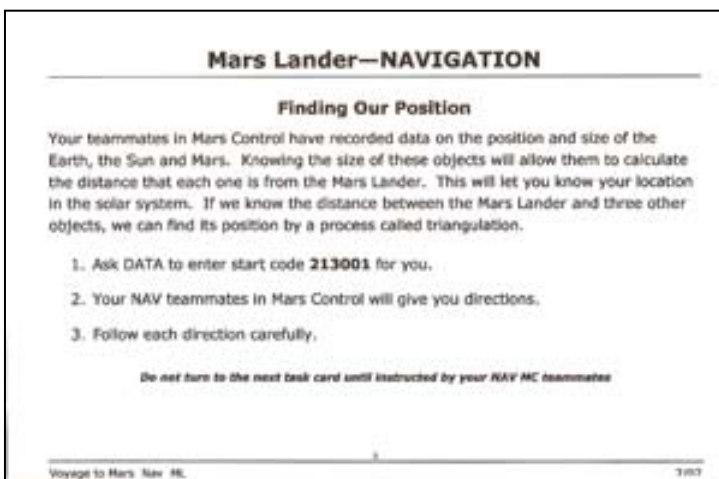 Mars Lander—NAVIGATION
Finding Our Position
Your teammates in Mars Control have recorded data on the position and size of the
Earth, the Sun and Mars. Knowing the size of these objects will allow them to calculate
the distance that each one is from the Mars Lander. This will let you know your location
in the solar system. If we know the distance between the Mars Lander and three other
objects, we can find its position by a process called triangulation.
1. Ask DATA to enter start code 213001 for you.
2. Your NAV teammates in Mars Control will give you directions.
3. Follow each direction carefully.
Do not turn to the next task card until instructed by your NAV MC teammates
Voyage to Mars Nav ML